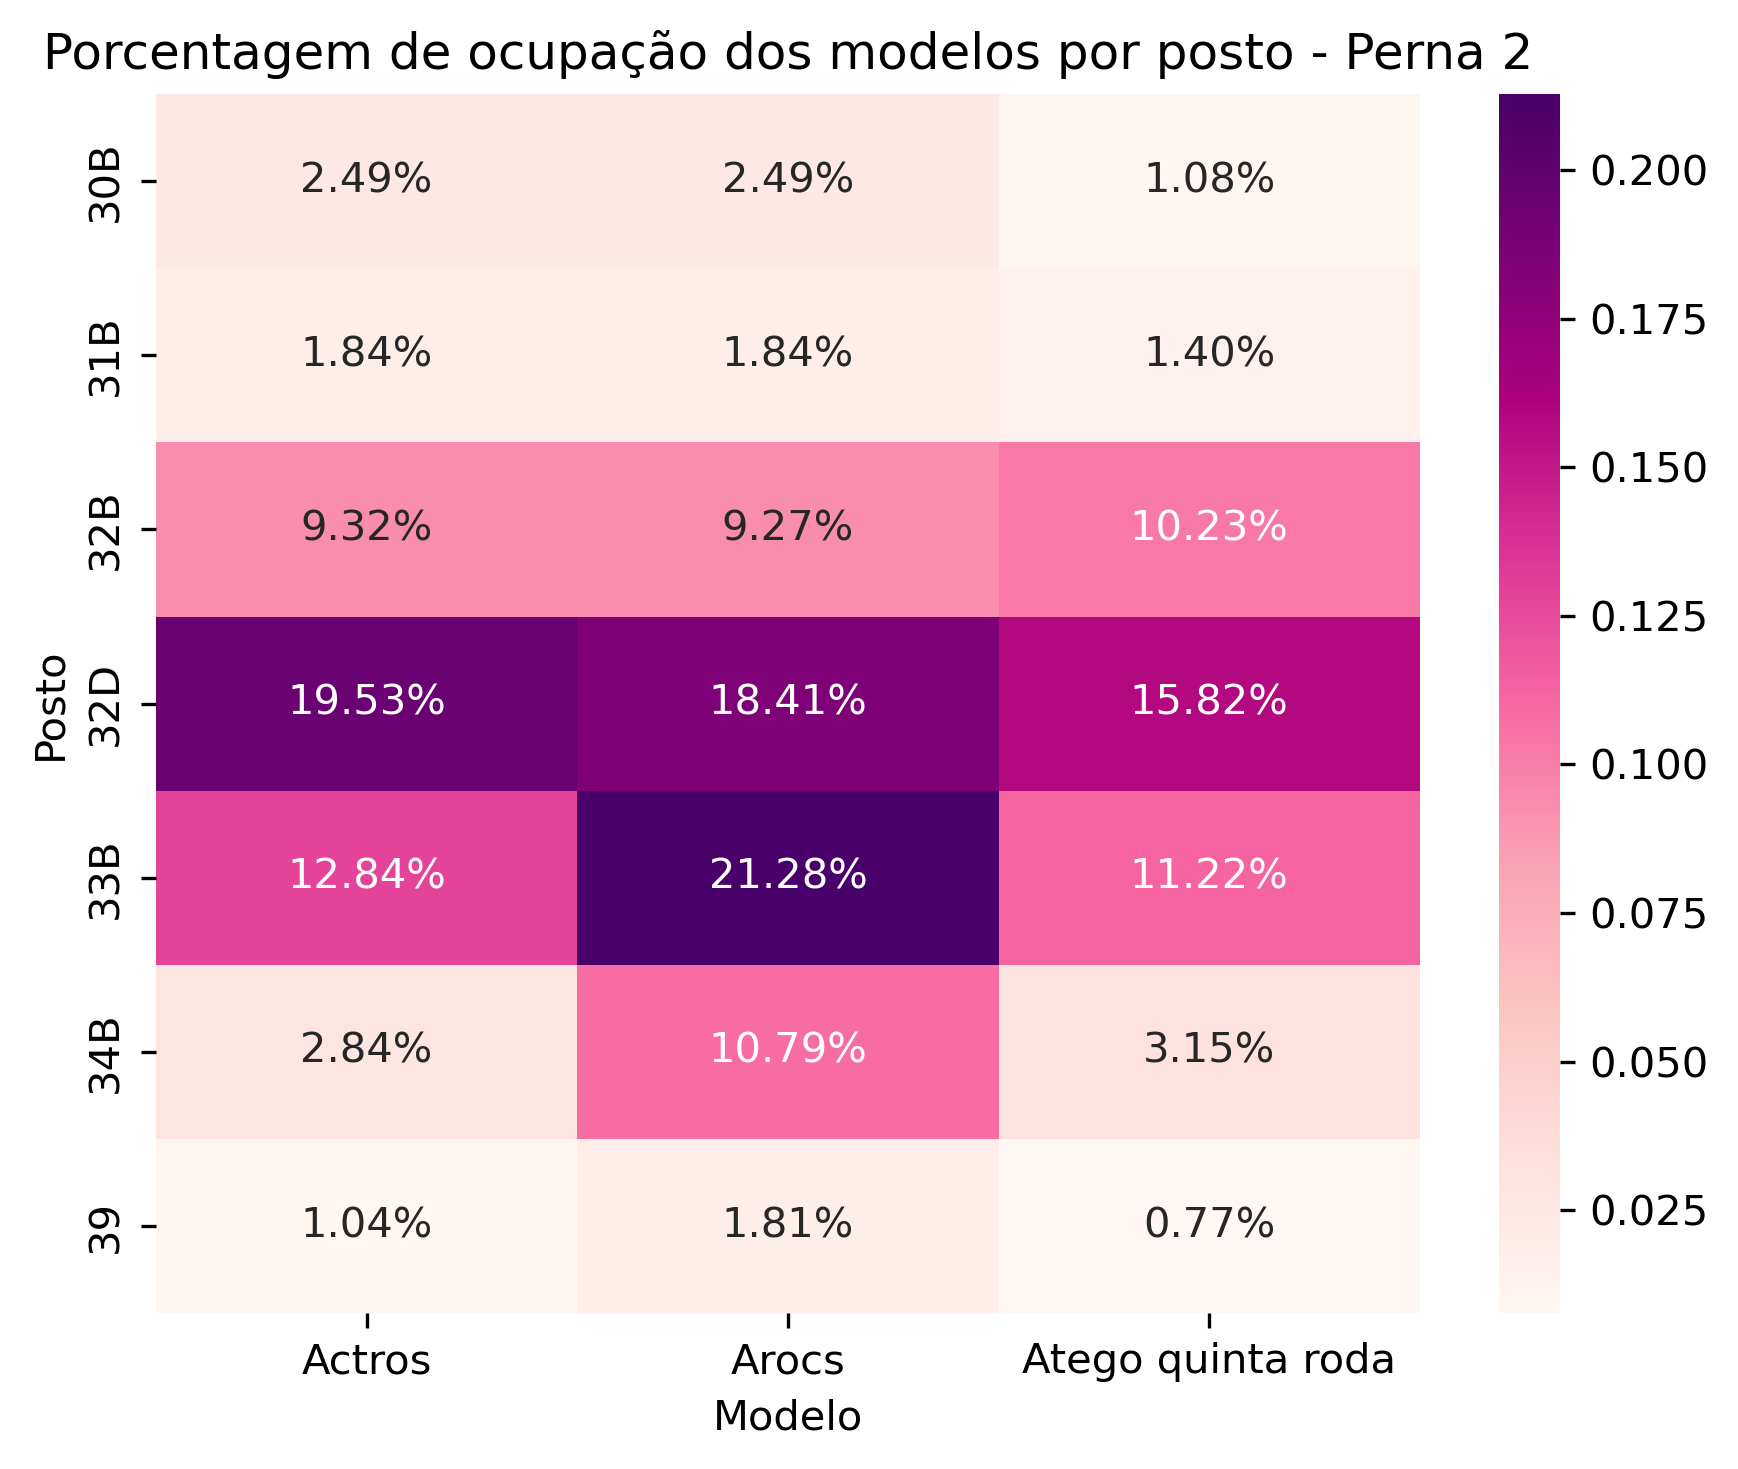 Porcentagem de ocupação dos modelos por posto - Perna 2
30B 2.49% 2.49% 1.08%
31B 1.84% 1.84% 1.40%
32B 9.32% 9.27% 10.23%
32D 19.53% 18.41% 15.82%
33B 12.84% 21.28% 11.22%
34B 2.84% 10.79% 3.15%
39 1.04% 1.81% 0.77%
Posto
Actros Arocs Atego quinta roda
Modelo
0.200
0.175
0.150
0.125
0.100
0.075
0.050
0.025